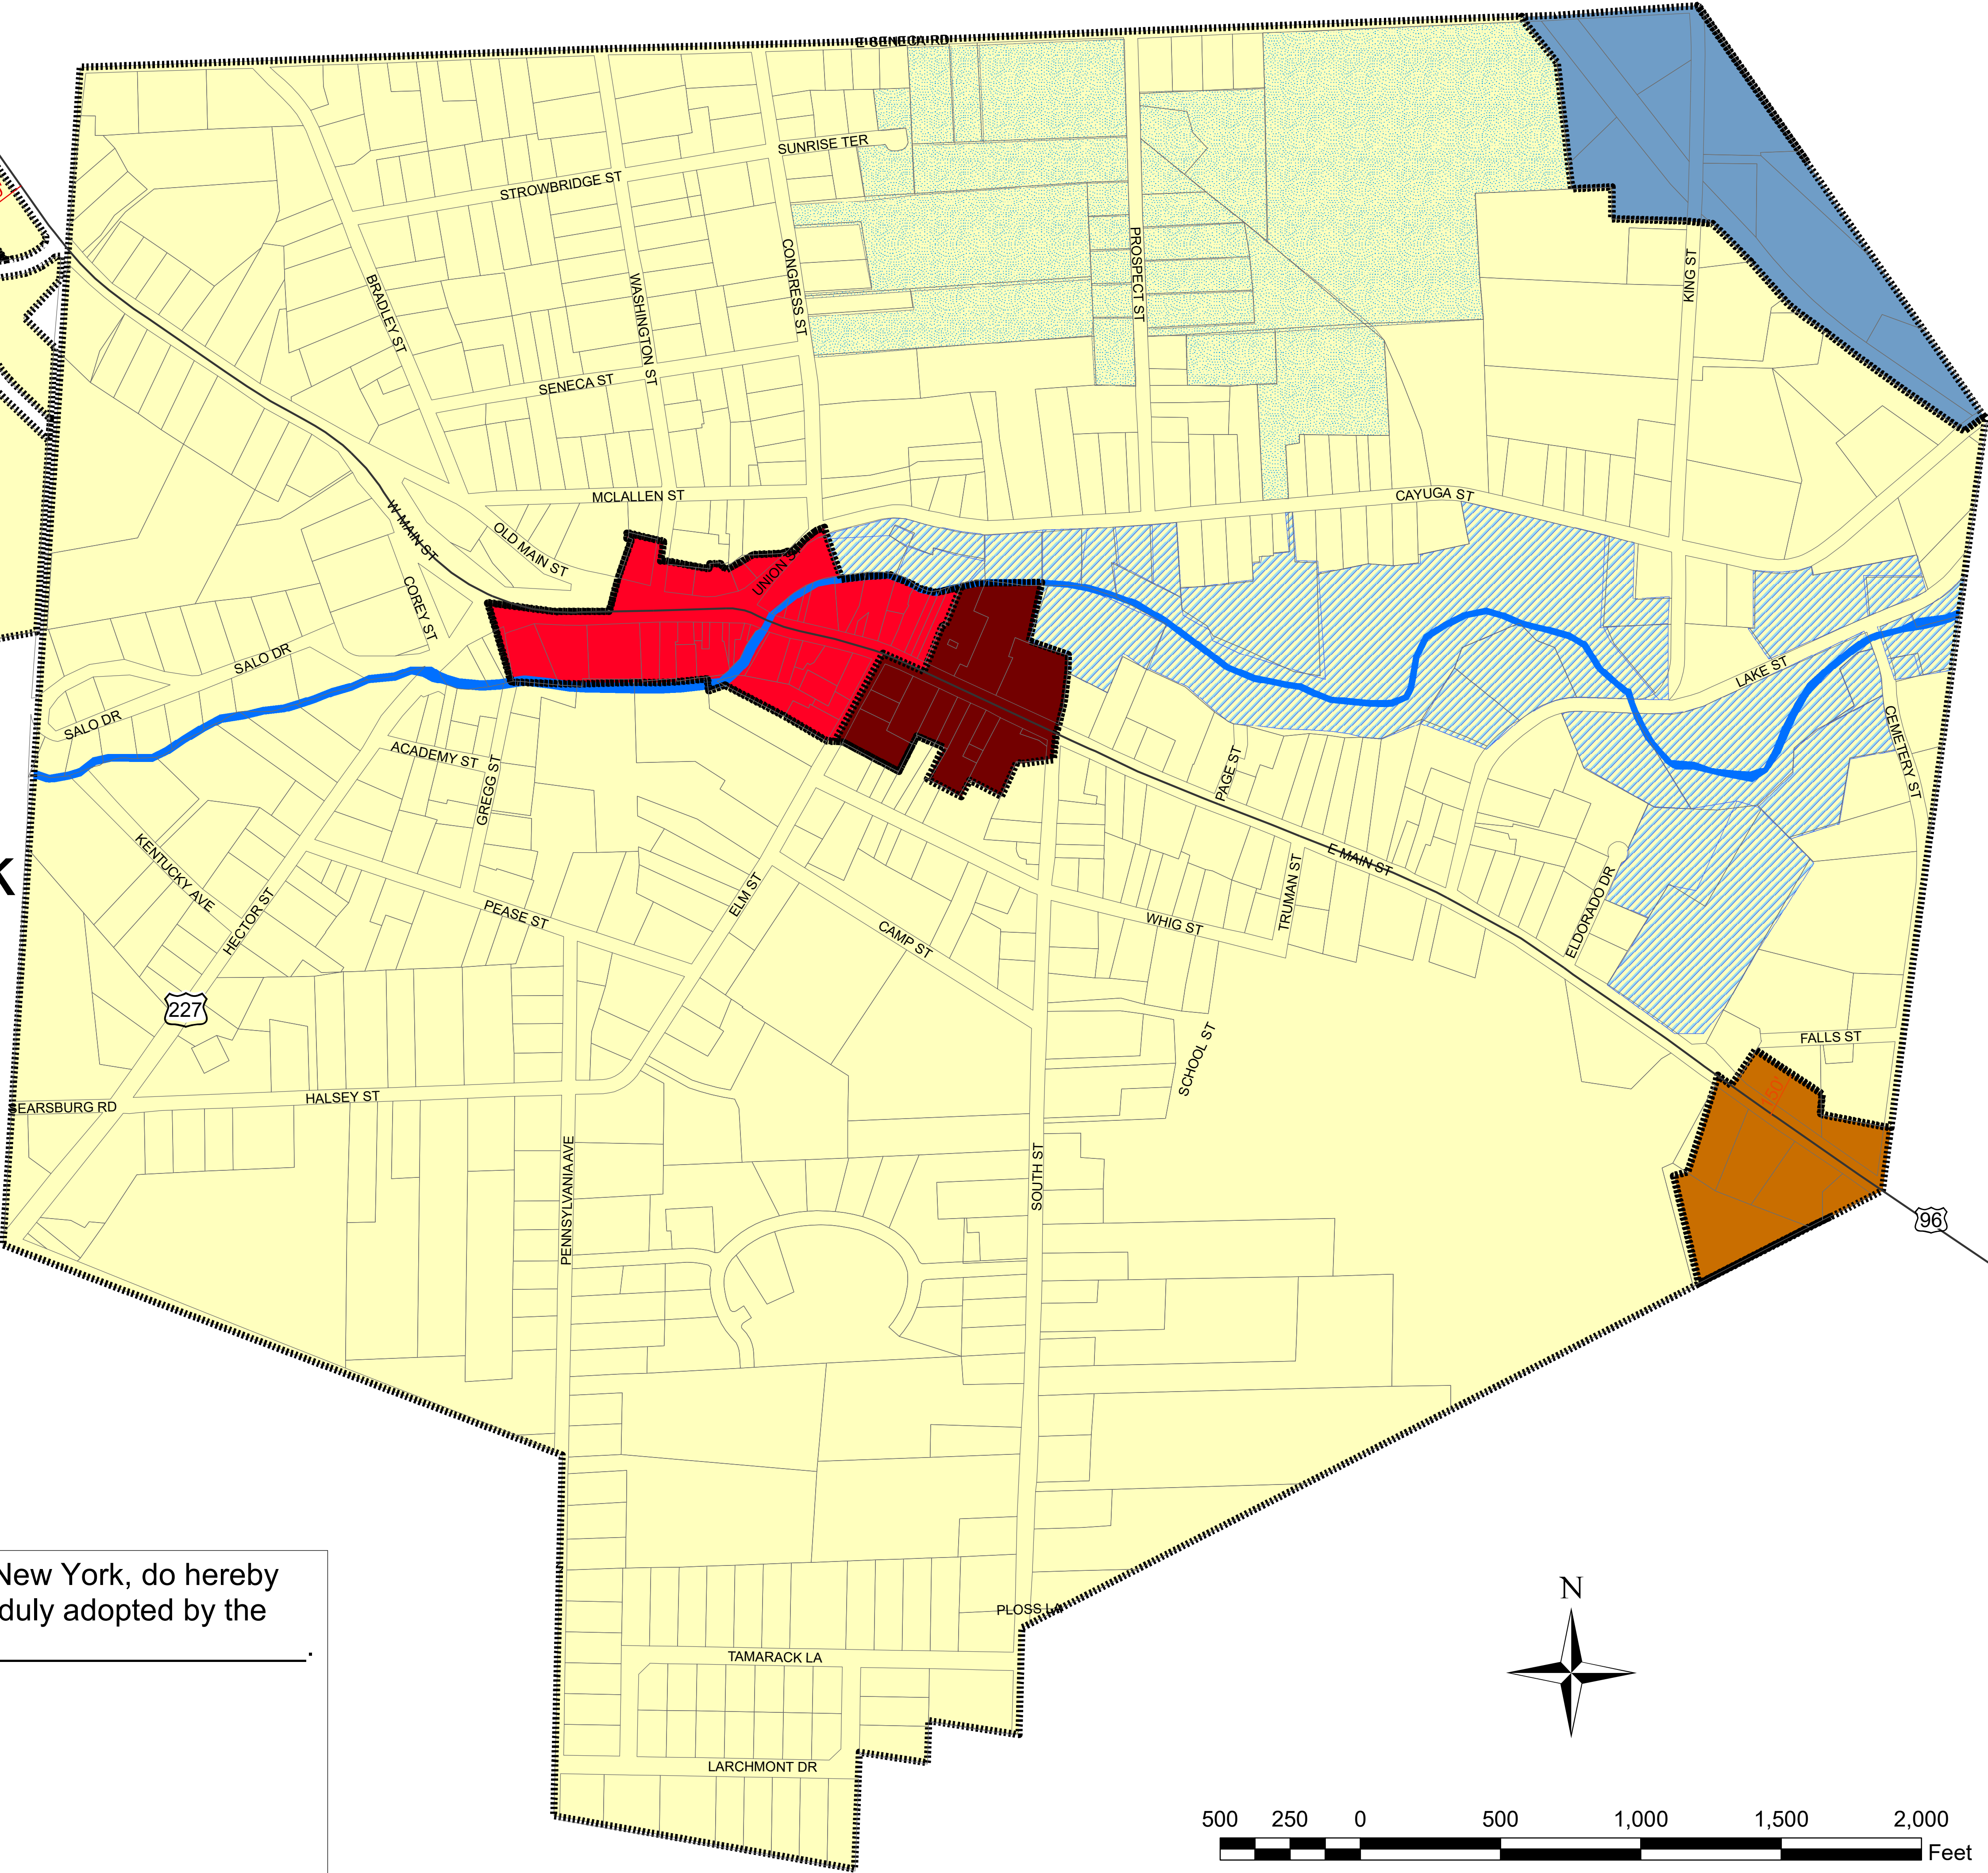 E SENECA RD
SUNRISE TER
STROWBRIDGE ST
BRADLEY ST
WASHINGTON ST
CONGRESS ST
PROSPECT ST
KING ST
SENECA ST
MCLALLEN ST
CAYUGA ST
W MAIN ST
OLD MAIN ST
UNION S
COREY ST
SALO DR
SALO DR
LAKE ST
CEMETERY ST
ACADEMY ST
GREGG ST
PAGE ST
KENTUCKY AVE
HECTOR ST
PEASE ST
ELM ST
CAMP ST
WHIG ST
TRUMAN ST
E MAIN ST
ELDORADO DR
K
227
FALLS ST
SCHOOL ST
SEARSBURG RD
HALSEY ST
150
PENNSYLVANIA AVE
SOUTH ST
96
New York, do hereby
duly adopted by the
.
PLOSS LA
TAMARACK LA
LARCHMONT DR
N
500 250 0 500 1,000 1,500 2,000
Feet